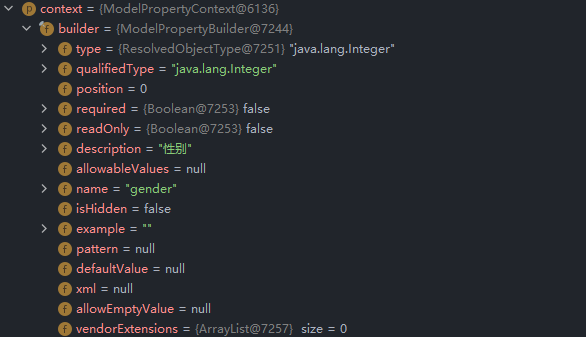 p context = {ModelPropertyContext@6136}
f builder = {ModelPropertyBuilder@7244}
f type = {ResolvedObjectType@7251} "java.lang.Integer"
f qualifiedType = "java.lang.Integer"
f position = 0
f required = {Boolean@7253} false
f readOnly = {Boolean@7253} false
f description = "性别"
f allowableValues = null
f name = "gender"
f isHidden = false
f example = ""
f pattern = null
f defaultValue = null
f xml = null
f allowEmptyValue = null
f vendorExtensions = {ArrayList@7257} size = 0